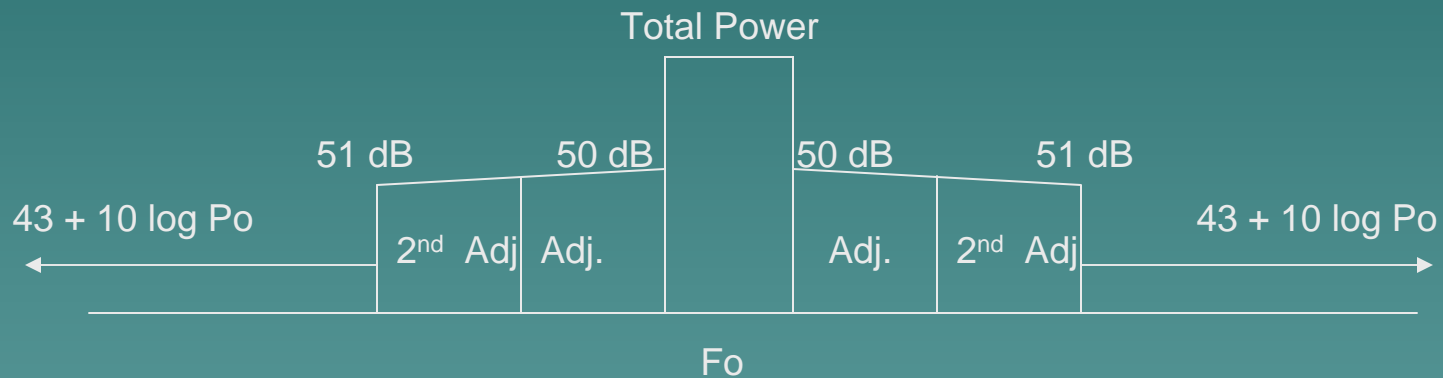 Total Power
51 dB 50 dB 50 dB 51 dB
43 + 10 log Po 43 + 10 log Po
2nd Adj Adj. Adj. 2nd Adj
Fo